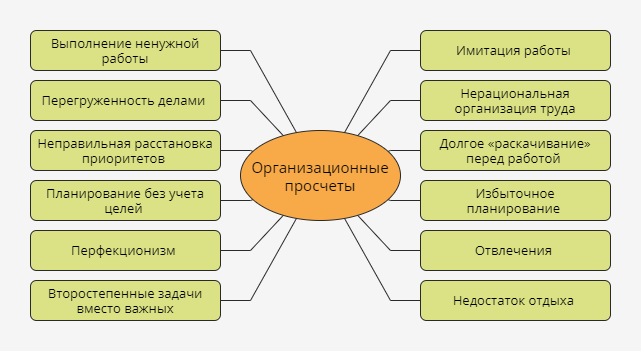 Выполнение ненужной
работы
Перегруженность делами
Неправильная расстановка
приоритетов
Планирование без учета
целей
Перфекционизм
Второстепенные задачи
вместо важных
Организационные
просчеты
Имитация работы
Нерациональная
организация труда
Долгое «раскачивание»
перед работой
Избыточное
планирование
Отвлечения
Недостаток отдыха